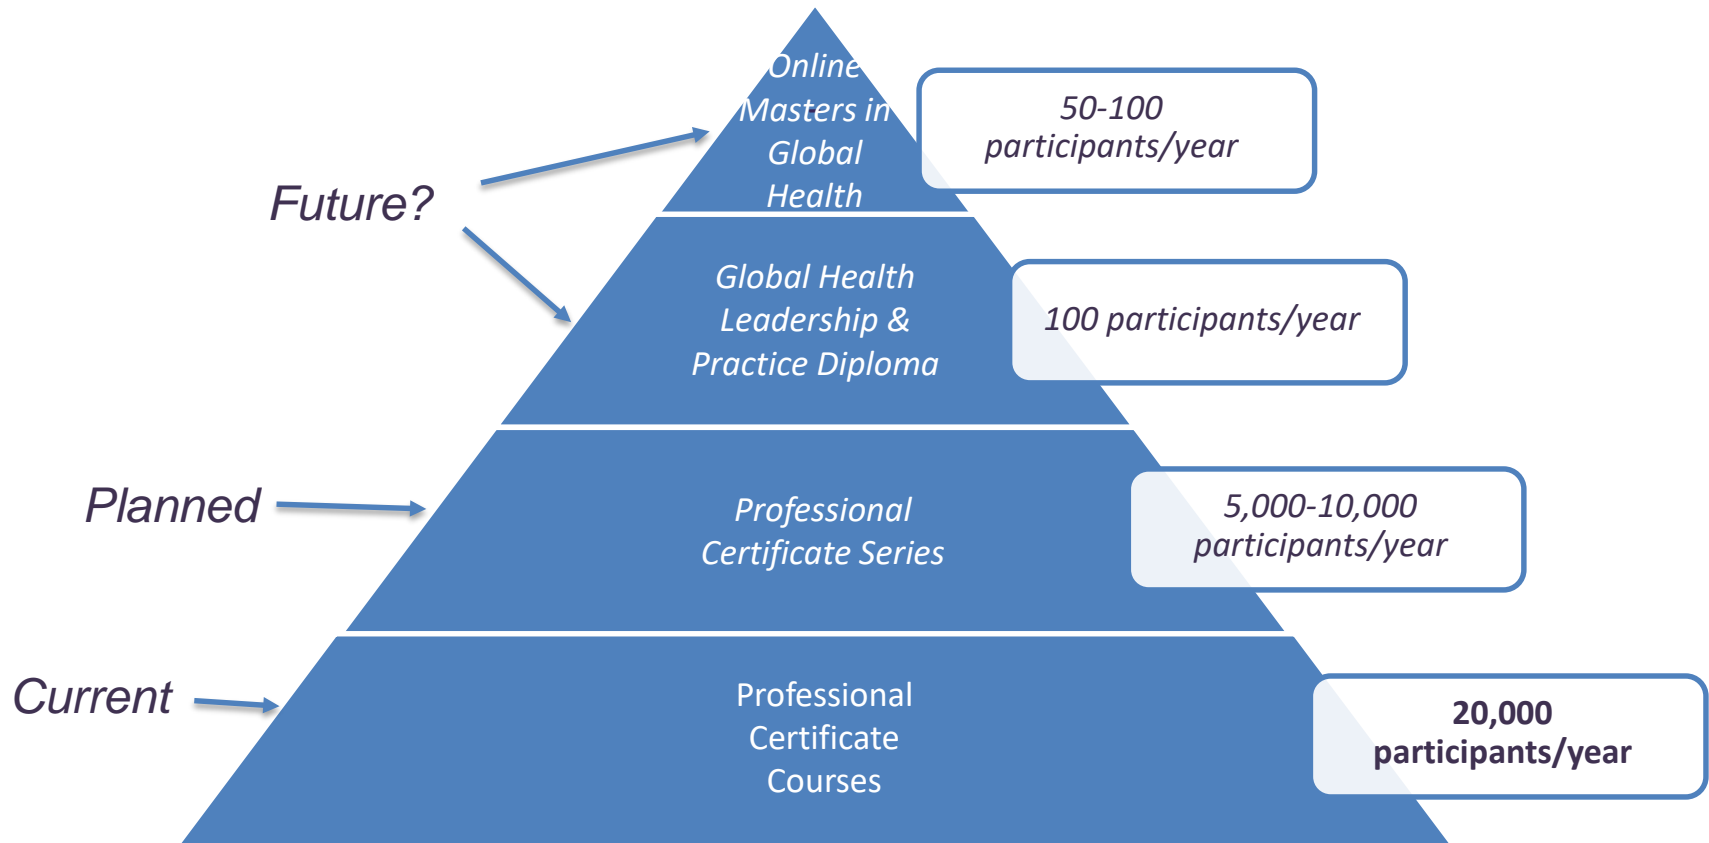 Online
Masters in
Global
Health
50-100
participants/year
Future?
Global Health
Leadership &
Practice Diploma
100 participants/year
Planned
Professional
Certificate Series
5,000-10,000
participants/year
Current
Professional
Certificate
Courses
20,000
participants/year